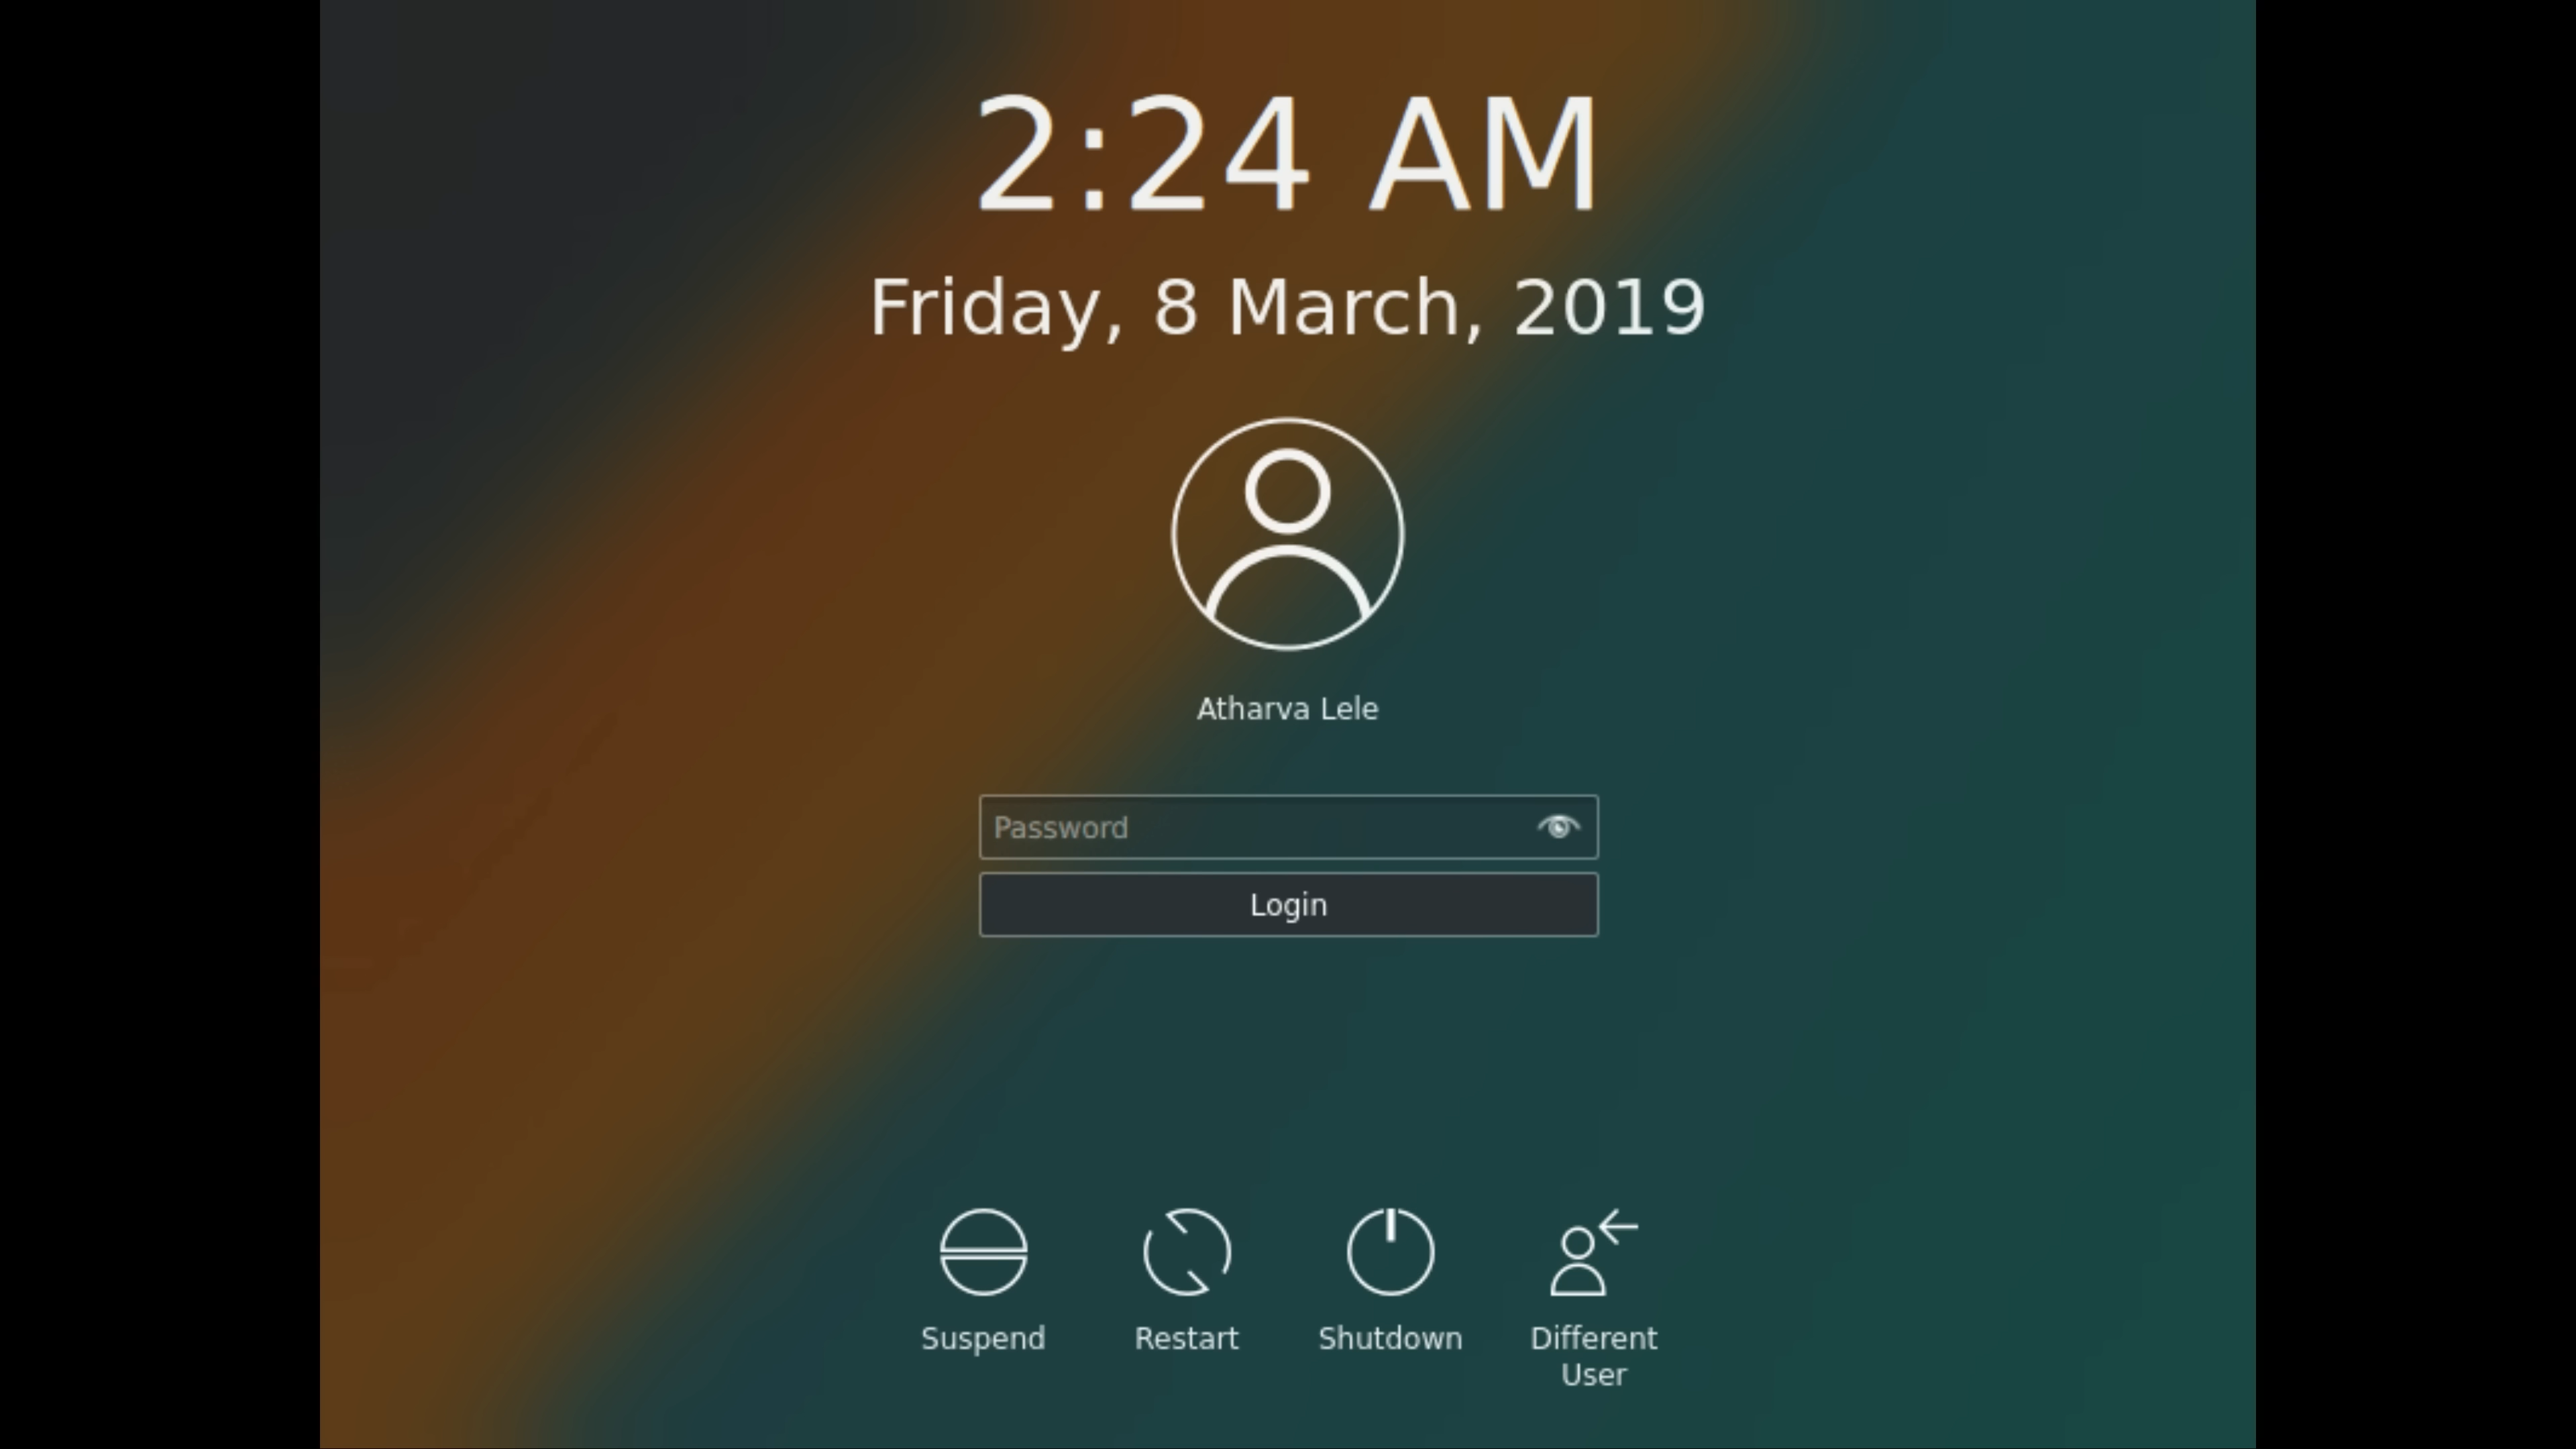 2:24 AM
Friday, 8 March, 2019
Atharva Lele
Password
Login
Suspend
Restart
Shutdown
Different
User